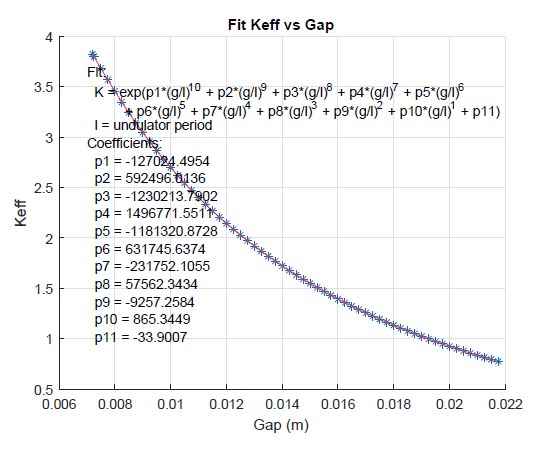 Fit Keff vs Gap
Fit:
K = exp(p1*(g/l)^10 + p2*(g/l)^9 + p3*(g/l)^8 + p4*(g/l)^7 + p5*(g/l)^6
+ p6*(g/l)^5 + p7*(g/l)^4 + p8*(g/l)^3 + p9*(g/l)^2 + p10*(g/l)^1 + p11)
l = undulator period
Coefficients:
p1 = -127024.4954
p2 = 592496.6136
p3 = -1230213.7902
p4 = 1496771.5511
p5 = -1181320.8728
p6 = 631745.6374
p7 = -231752.1055
p8 = 57562.3434
p9 = -9257.2584
p10 = 865.3449
p11 = -33.9007
4
3.5
3
2.5
2
1.5
1
0.5
Keff
0.006 0.008 0.01 0.012 0.014 0.016 0.018 0.02 0.022
Gap (m)